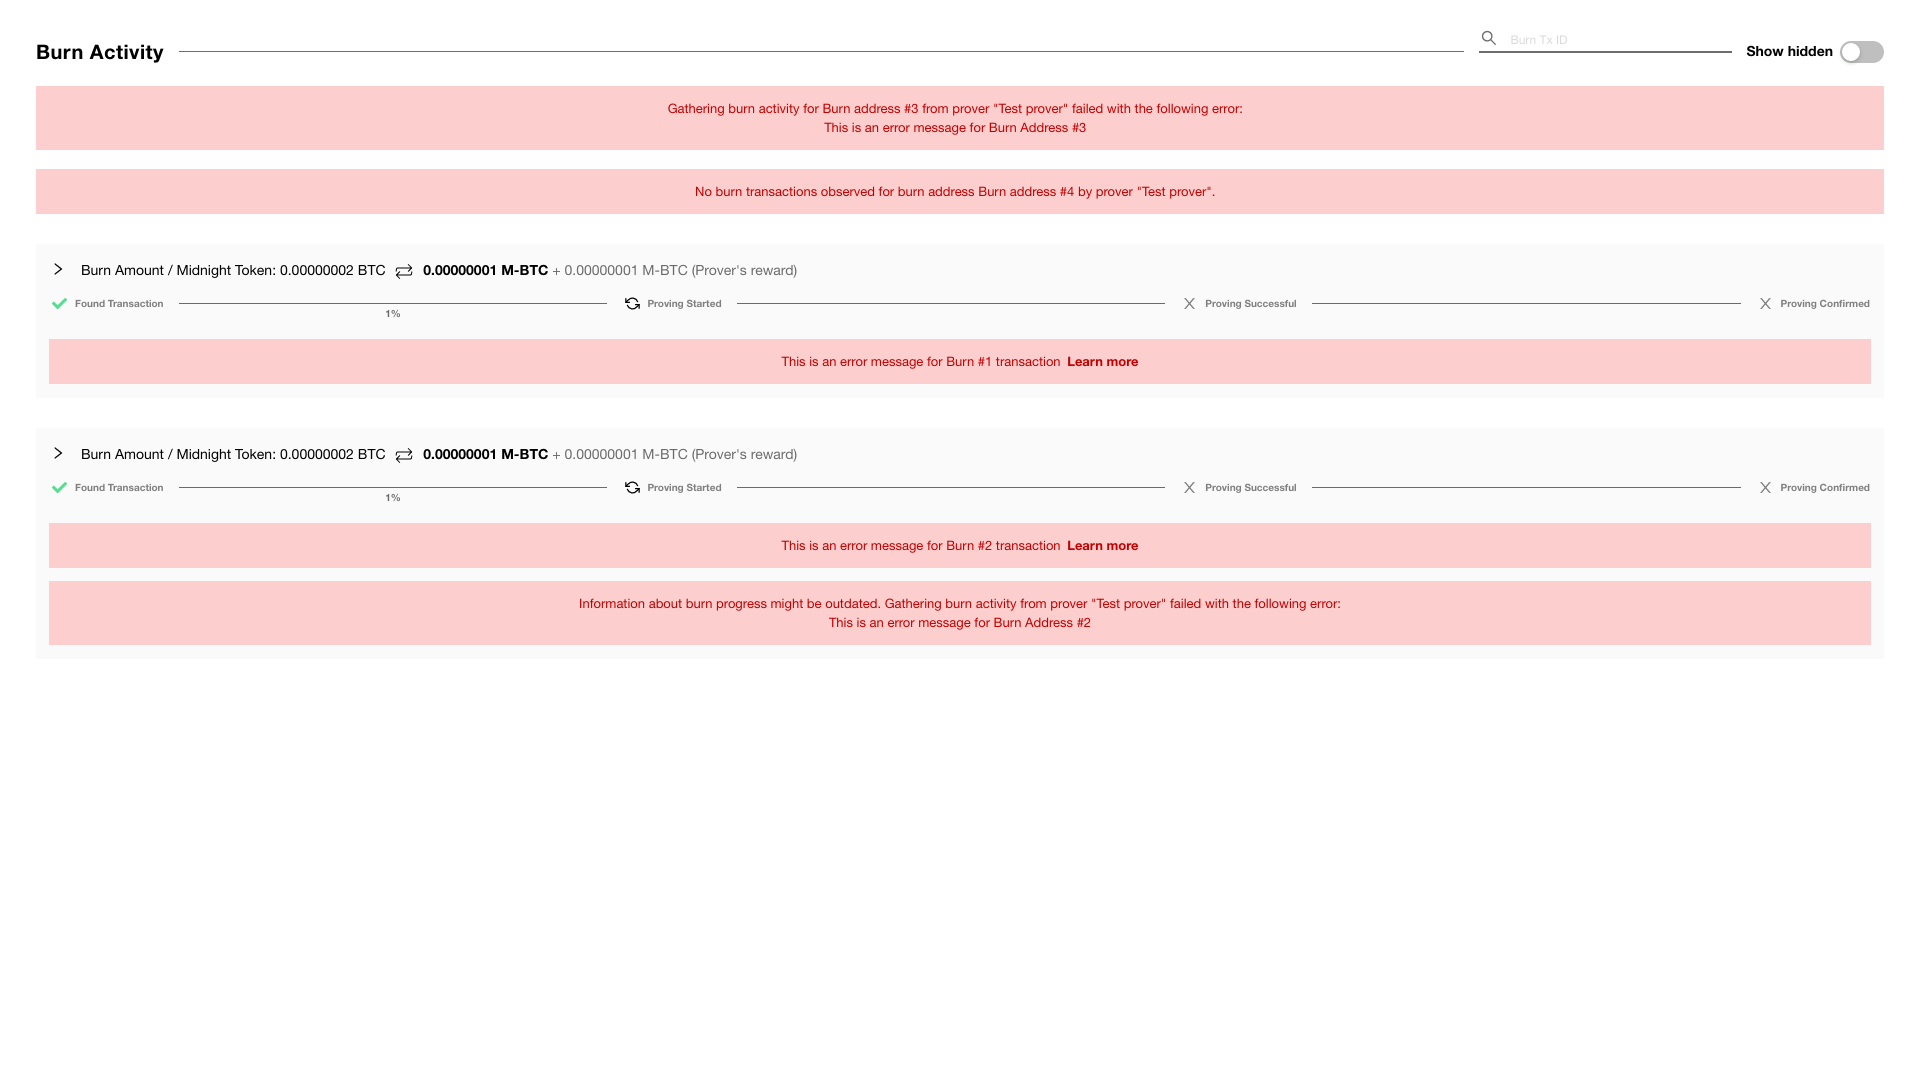 Burn Activity
Burn Tx ID
Show hidden
Gathering burn activity for Burn address #3 from prover "Test prover" failed with the following error:
This is an error message for Burn Address #3
No burn transactions observed for burn address Burn address #4 by prover "Test prover".
Burn Amount / Midnight Token: 0.00000002 BTC 0.00000001 M-BTC + 0.00000001 M-BTC (Prover's reward)
Found Transaction Proving Started Proving Successful Proving Confirmed
1%
This is an error message for Burn #1 transaction Learn more
Burn Amount / Midnight Token: 0.00000002 BTC 0.00000001 M-BTC + 0.00000001 M-BTC (Prover's reward)
Found Transaction Proving Started Proving Successful Proving Confirmed
1%
This is an error message for Burn #2 transaction Learn more
Information about burn progress might be outdated. Gathering burn activity from prover "Test prover" failed with the following error:
This is an error message for Burn Address #2